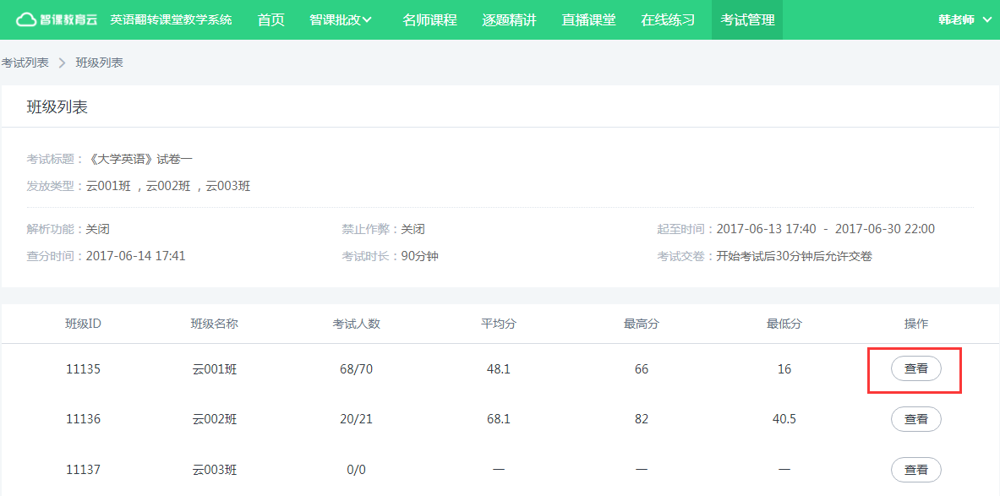 智课教育云 英语翻转课堂教学系统 首页 智课批改 名师课程 逐题精讲 直播课堂 在线练习 考试管理 韩老师
考试列表 > 班级列表
班级列表
考试标题：《大学英语》试卷一
发放类型：云001班 ，云002班 ，云003班
解析功能：关闭 禁止作弊：关闭 起至时间：2017-06-13 17:40 - 2017-06-30 22:00
查分时间：2017-06-14 17:41 考试时长：90分钟 考试交卷：开始考试后30分钟后允许交卷
班级ID 班级名称 考试人数 平均分 最高分 最低分 操作
11135 云001班 68/70 48.1 66 16 查看
11136 云002班 20/21 68.1 82 40.5 查看
11137 云003班 0/0 — — — 查看